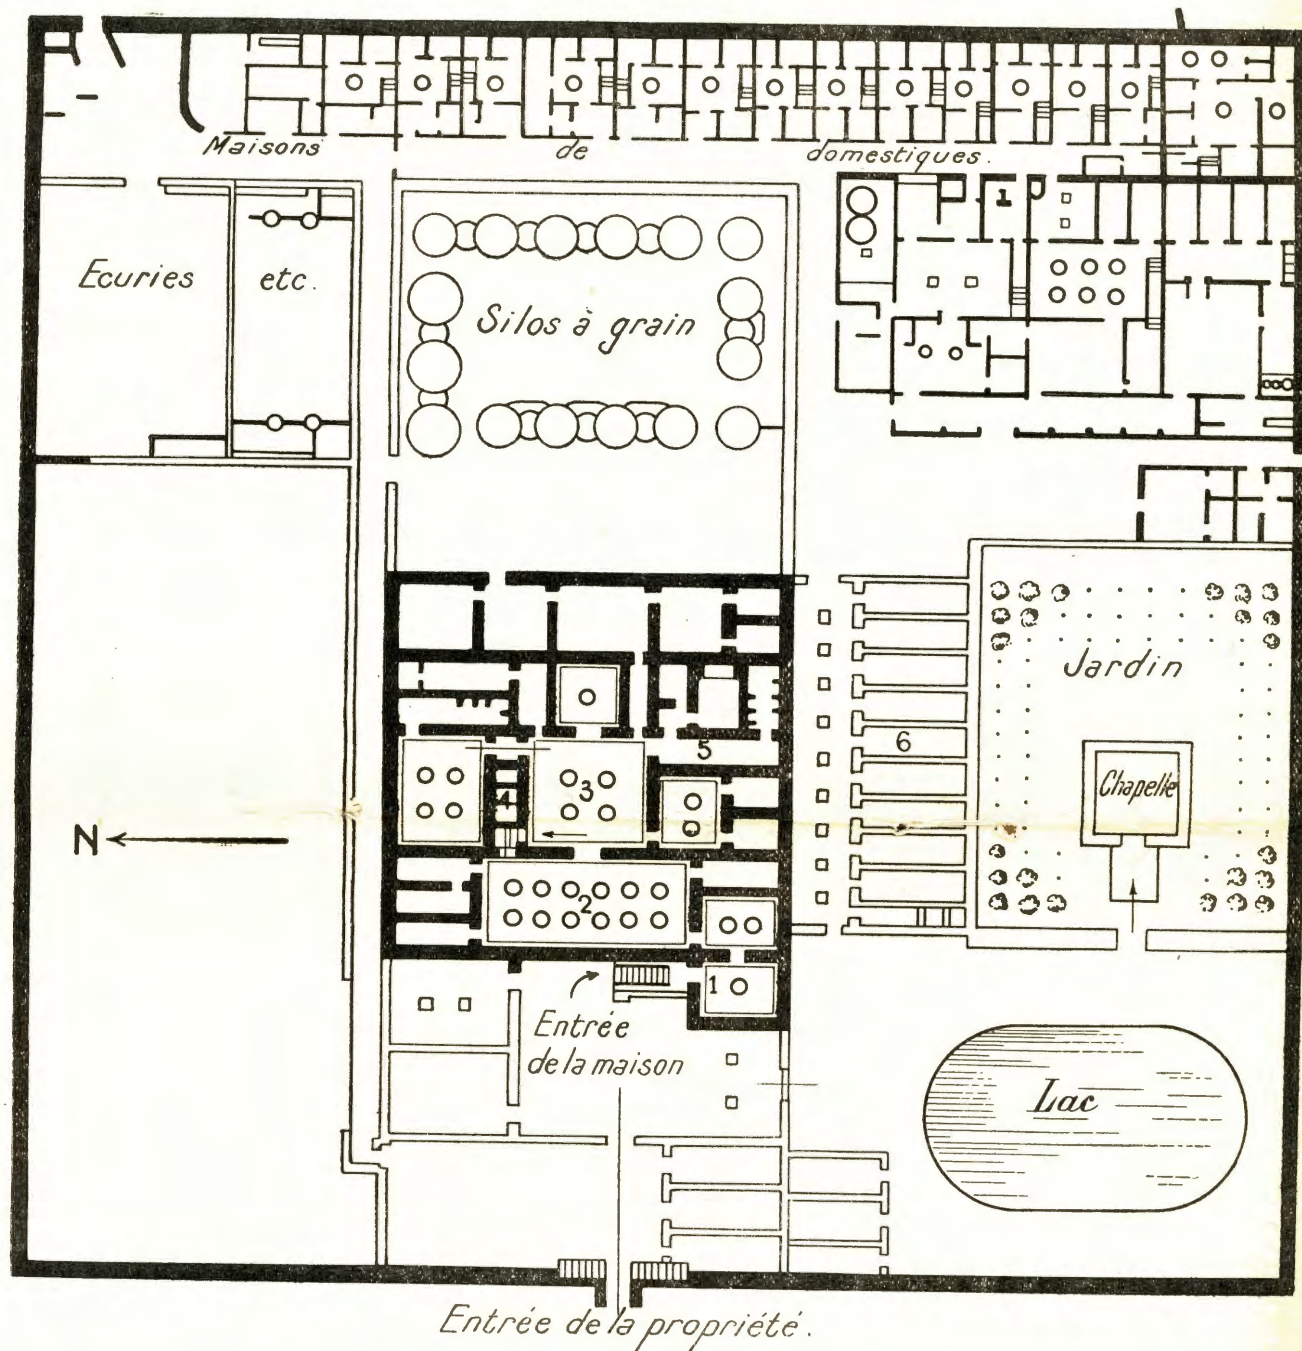 Maisons de domestiques.
1
Ecuries etc.
Silos à grain
Jardin
5
6
3
4
Chapelle
N
2
1
Entrée
de la maison
Lac
Entrée de la propriété.